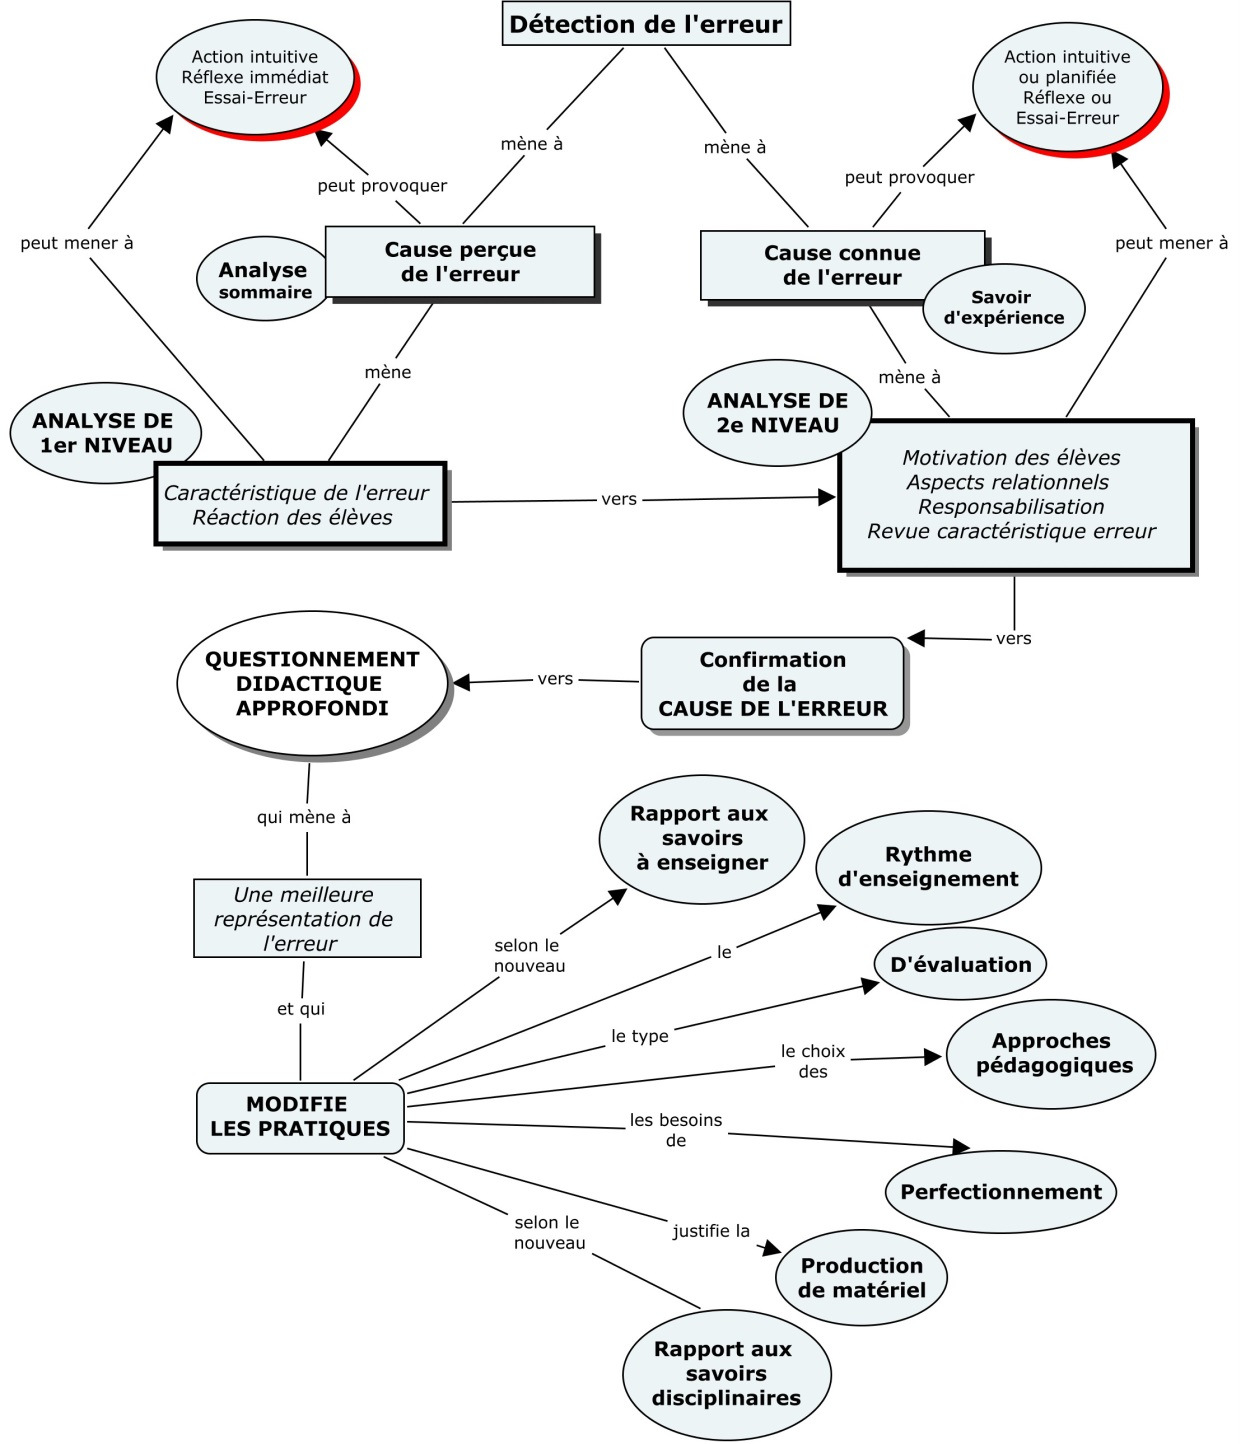 Détection de l'erreur
Action intuitive
Réflexe immédiat
Essai-Erreur
Action intuitive
ou planifiée
Réflexe ou
Essai-Erreur
mène à
mène à
peut provoquer
peut provoquer
peut mener à
peut mener à
Analyse
sommaire
Cause perçue
de l'erreur
Cause connue
de l'erreur
Savoir
d'expérience
mène
mène à
ANALYSE DE
1er NIVEAU
ANALYSE DE
2e NIVEAU
Caractéristique de l'erreur
Réaction des élèves
vers
Motivation des élèves
Aspects relationnels
Responsabilisation
Revue caractéristique erreur
vers
Confirmation
de la
CAUSE DE L'ERREUR
vers
QUESTIONNEMENT
DIDACTIQUE
APPROFONDI
qui mène à
Une meilleure
représentation de
l'erreur
et qui
MODIFIE
LES PRATIQUES
selon le
nouveau
Rapport aux
savoirs
à enseigner
le
Rythme
d'enseignement
le type
D'évaluation
le choix
des
Approches
pédagogiques
les besoins
de
Perfectionnement
justifie la
Production
de matériel
selon le
nouveau
Rapport aux
savoirs
disciplinaires